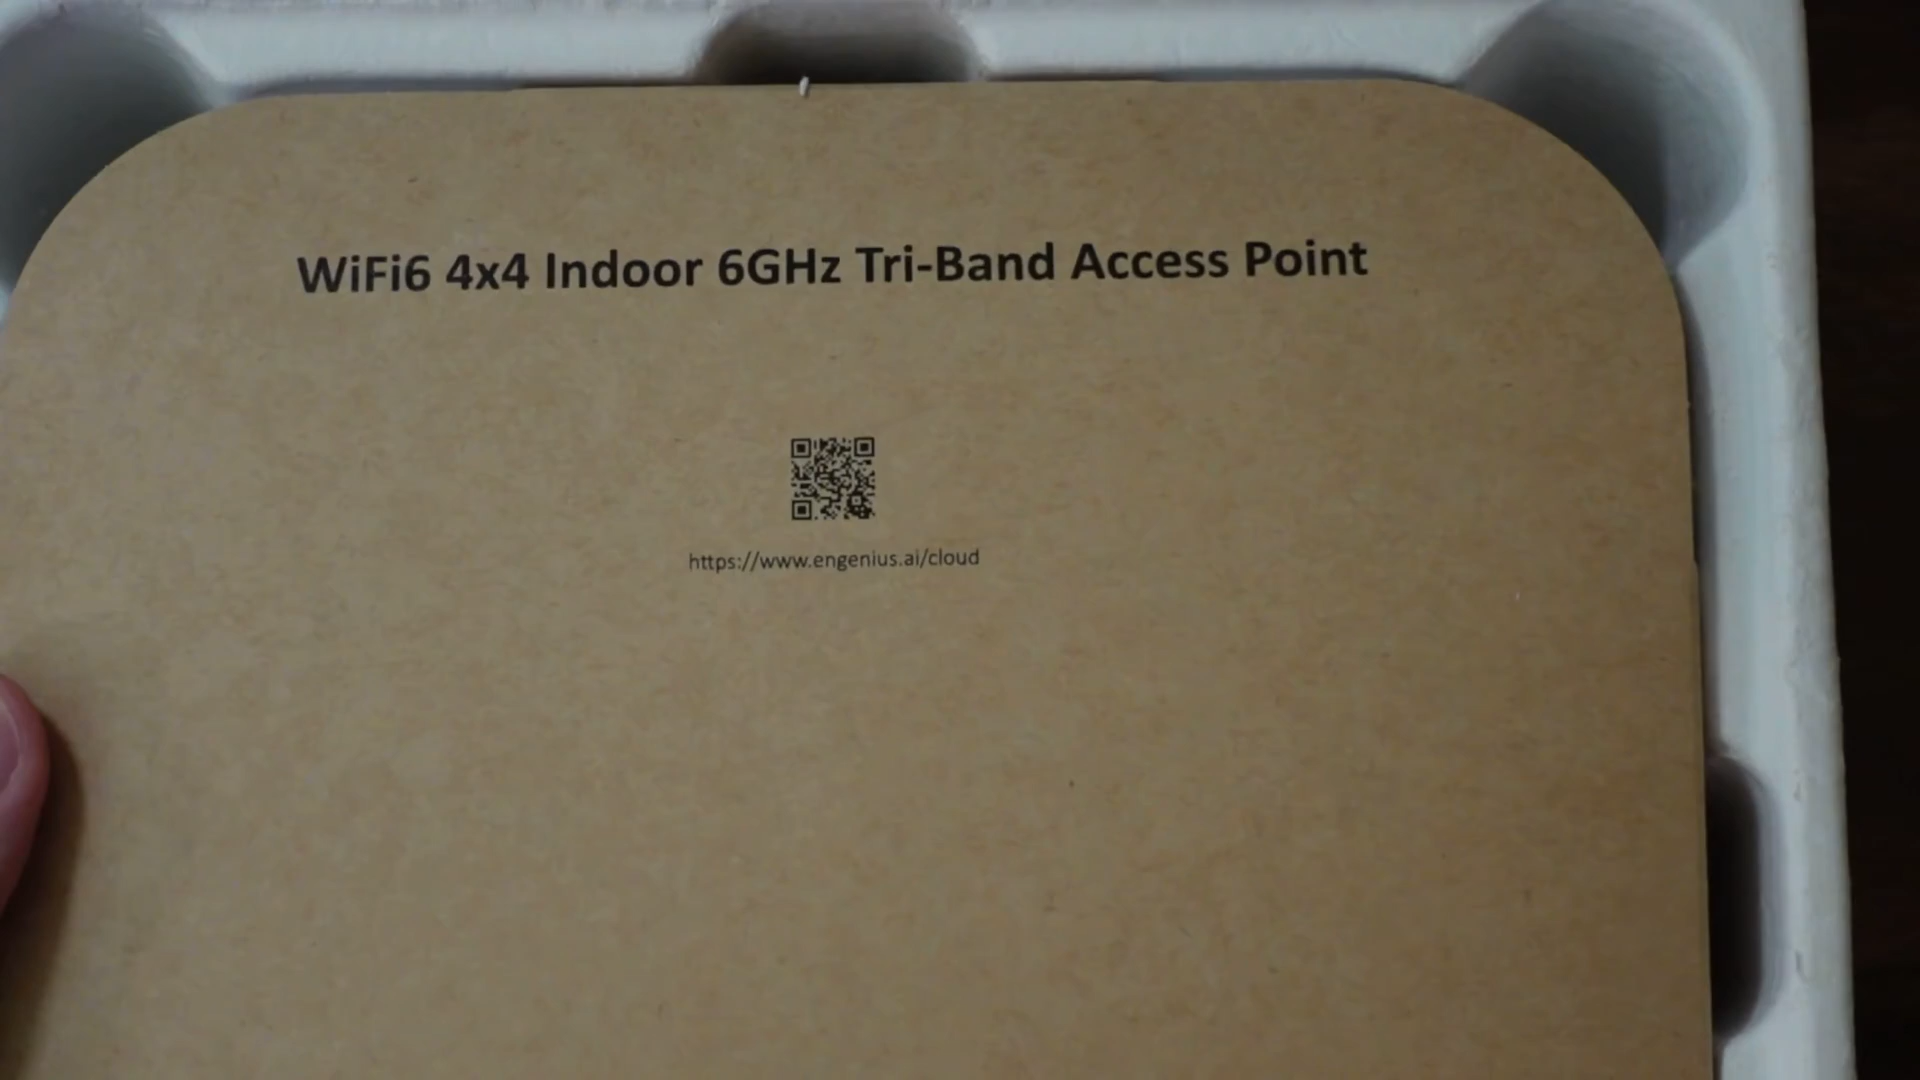 WiFi6 4x4 Indoor 6GHz Tri-Band Access Point
https://www.engenius.ai/cloud